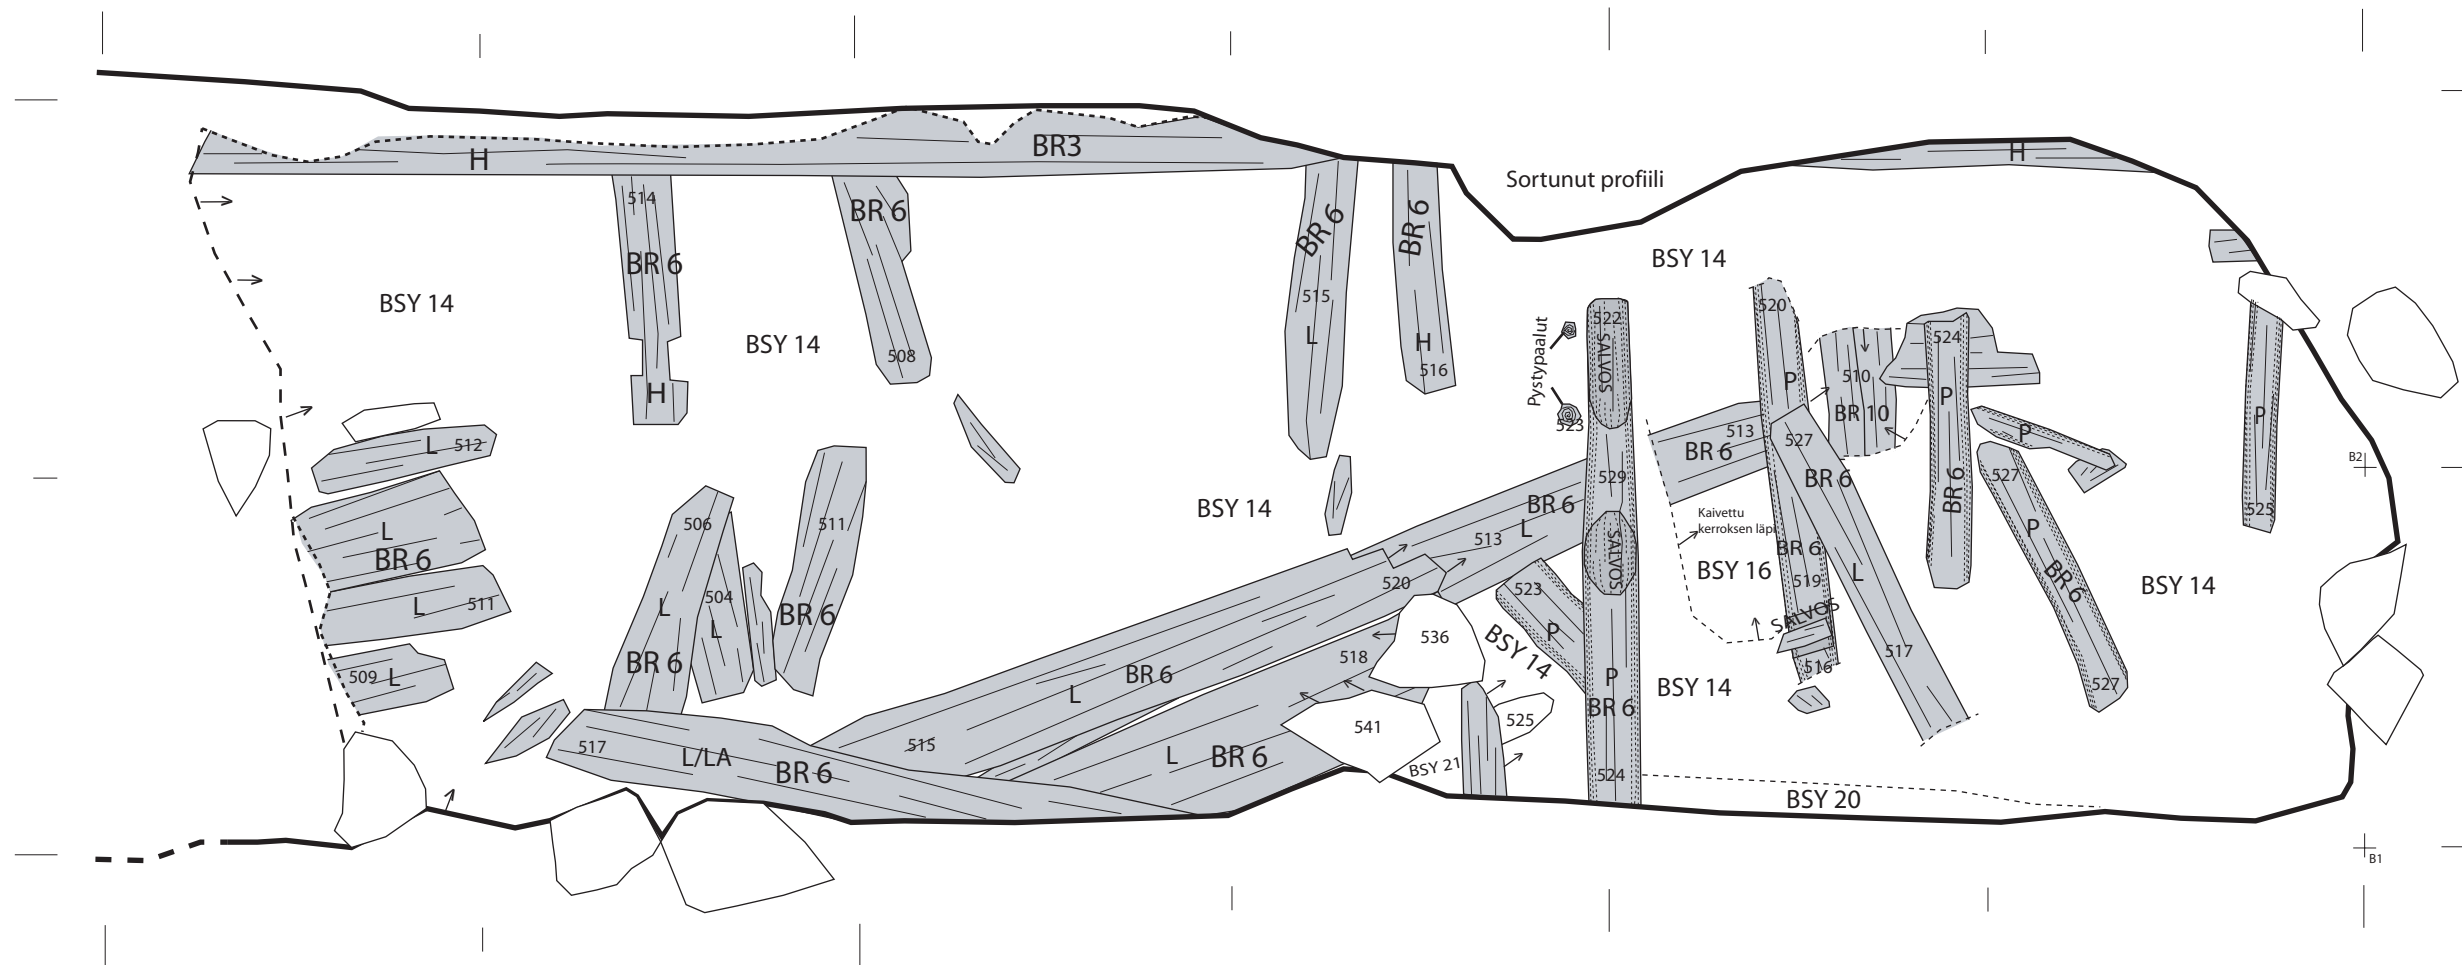 H
BR3
H
Sortunut profiili
514
BR 6
H
BR 6
508
BR 6
515
L
BR 6
H
516
BSY 14
BSY 14
BSY 14
BSY 14
Pystypaalut
523
522
SALVOS
529
SALVOS
P
BR 6
524
520
P
BR 6
519
SALVOS
516
510
BR 10
524
P
BR 6
P
P
525
B2
L 512
L
BR 6
L 511
509 L
506
L
BR 6
504
L
511
BR 6
BR 6
L
513
520
BR 6
L
515
518
L BR 6
536
541
525
BSY 21
523
P
BSY 14
513
BR 6
Kaivettu
kerroksen läpi
BSY 16
BSY 14
527
BR 6
L
517
527
P
BR 6
527
BSY 14
517
L/LA
BR 6
BSY 20
B1